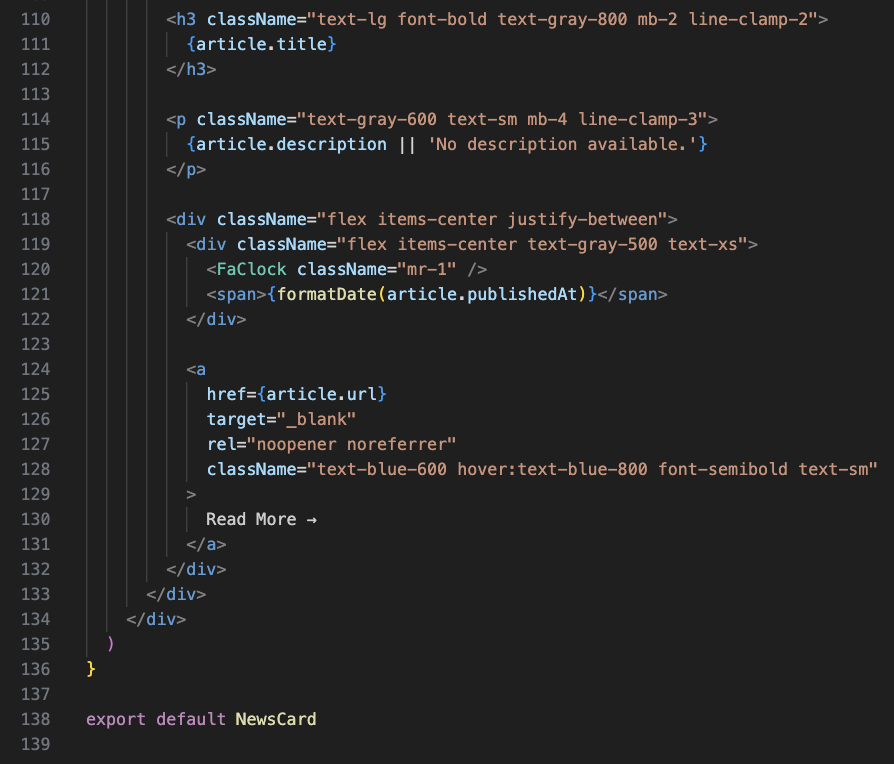 110 <h3 className="text-lg font-bold text-gray-800 mb-2 line-clamp-2">
111 {article.title}
112 </h3>
113
114 <p className="text-gray-600 text-sm mb-4 line-clamp-3">
115 {article.description || 'No description available.'}
116 </p>
117
118 <div className="flex items-center justify-between">
119 <div className="flex items-center text-gray-500 text-xs">
120 <FaClock className="mr-1" />
121 <span>{formatDate(article.publishedAt)}</span>
122 </div>
123
124 <a
125 href={article.url}
126 target="_blank"
127 rel="noopener noreferrer"
128 className="text-blue-600 hover:text-blue-800 font-semibold text-sm"
129 >
130 Read More →
131 </a>
132 </div>
133 </div>
134 </div>
135 )
136 }
137
138 export default NewsCard
139